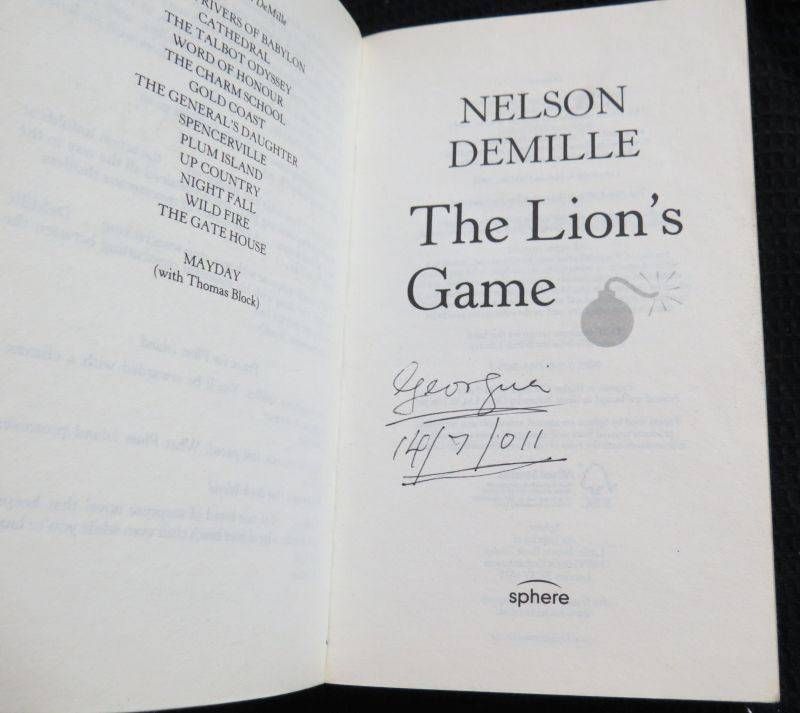 DeMille
RIVERS OF BABYLON
CATHEDRAL
THE TALBOT ODYSSEY
WORD OF HONOUR
THE CHARM SCHOOL
GOLD COAST
THE GENERAL'S DAUGHTER
SPENCERVILLE
PLUM ISLAND
UP COUNTRY
NIGHT FALL
WILD FIRE
THE GATE HOUSE
MAYDAY
(with Thomas Block)
NELSON
DEMILLE
The Lion's
Game
14/7/011
sphere